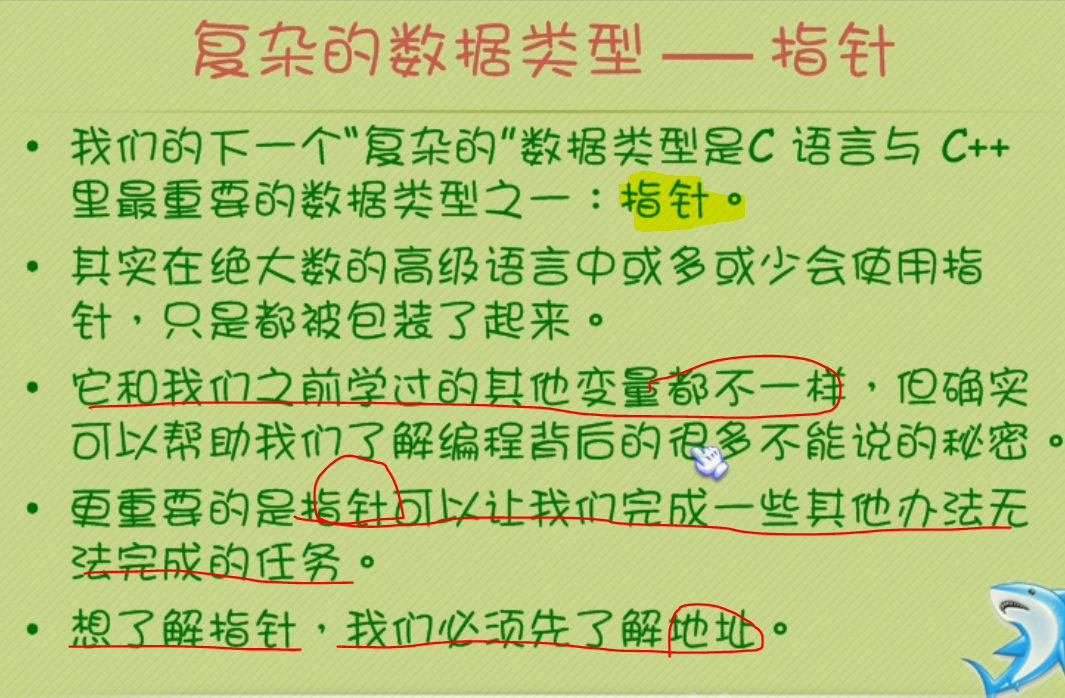 复杂的数据类型 —— 指针
• 我们的下一个"复杂的"数据类型是C 语言与 C++
里最重要的数据类型之一：指针。
• 其实在绝大数的高级语言中或多或少会使用指
针，只是都被包装了起来。
• 它和我们之前学过的其他变量都不一样，但确实
可以帮助我们了解编程背后的很多不能说的秘密。
• 更重要的是指针可以让我们完成一些其他办法无
法完成的任务。
• 想了解指针，我们必须先了解地址。